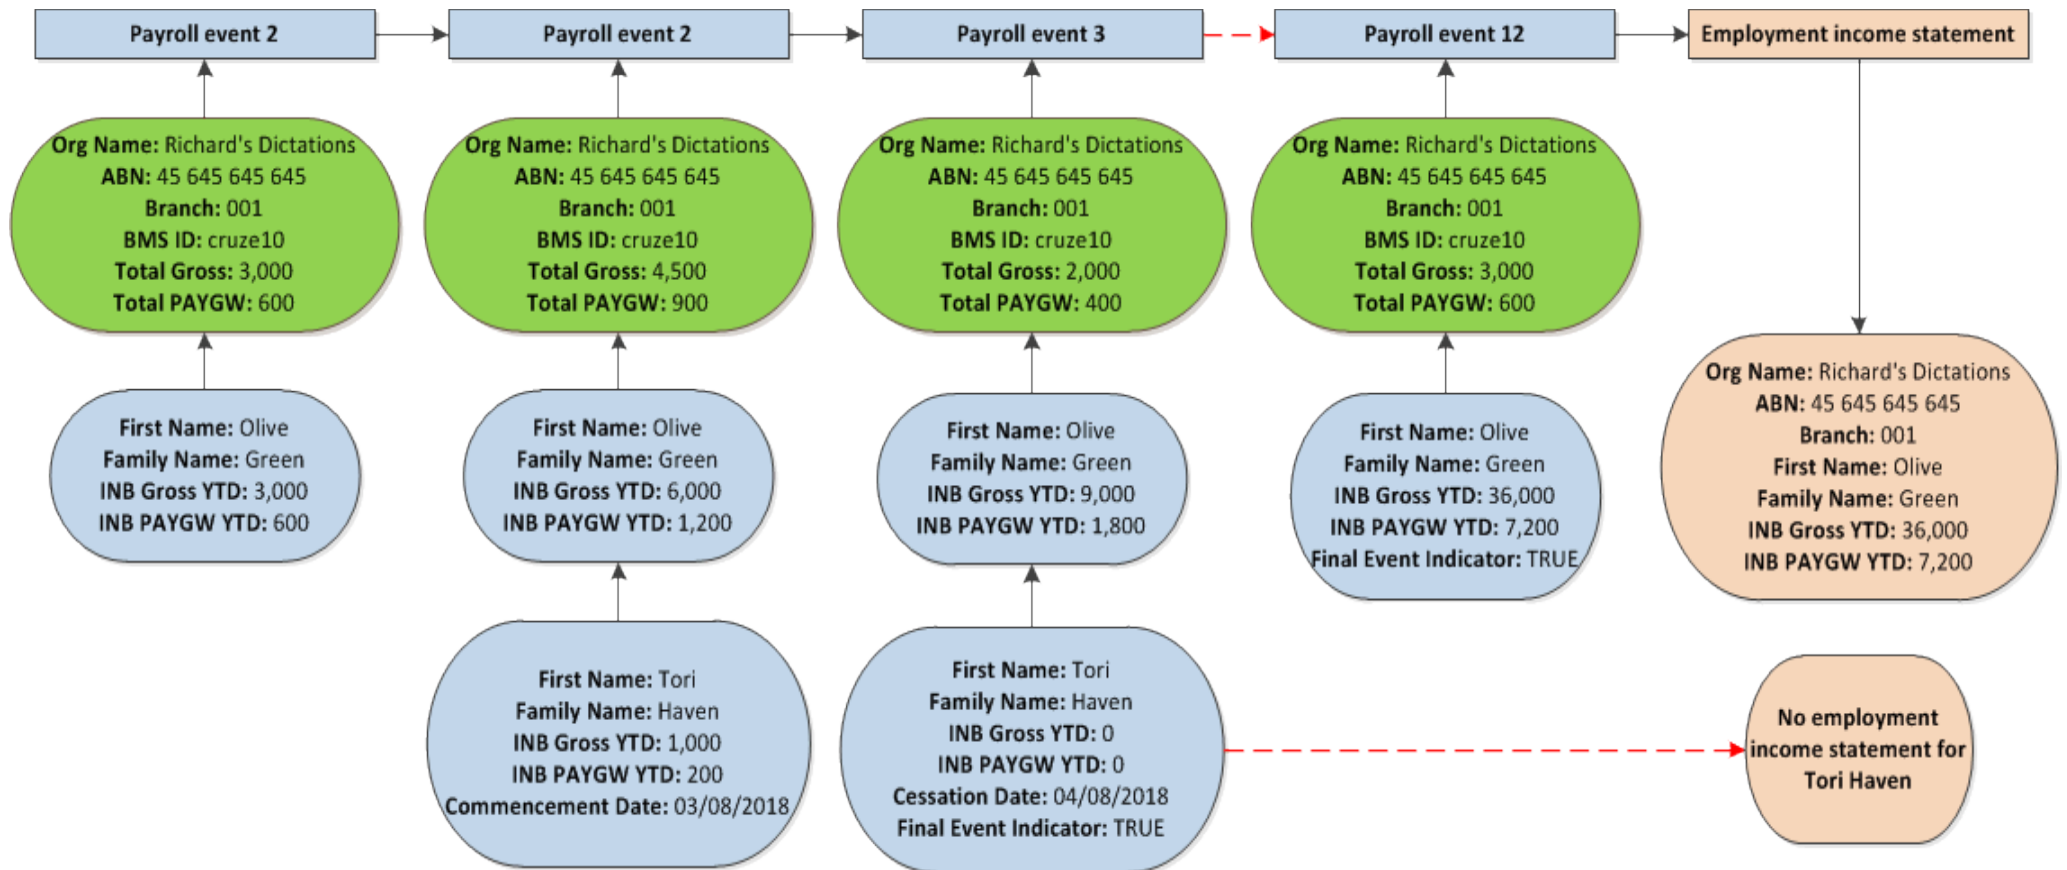 Payroll event 2
Payroll event 2
Payroll event 3
Payroll event 12
Employment income statement
Org Name: Richard's Dictations
ABN: 45 645 645 645
Branch: 001
BMS ID: cruze10
Total Gross: 3,000
Total PAYGW: 600
Org Name: Richard's Dictations
ABN: 45 645 645 645
Branch: 001
BMS ID: cruze10
Total Gross: 4,500
Total PAYGW: 900
Org Name: Richard's Dictations
ABN: 45 645 645 645
Branch: 001
BMS ID: cruze10
Total Gross: 2,000
Total PAYGW: 400
Org Name: Richard's Dictations
ABN: 45 645 645 645
Branch: 001
BMS ID: cruze10
Total Gross: 3,000
Total PAYGW: 600
First Name: Olive
Family Name: Green
INB Gross YTD: 3,000
INB PAYGW YTD: 600
First Name: Olive
Family Name: Green
INB Gross YTD: 6,000
INB PAYGW YTD: 1,200
First Name: Olive
Family Name: Green
INB Gross YTD: 9,000
INB PAYGW YTD: 1,800
First Name: Olive
Family Name: Green
INB Gross YTD: 36,000
INB PAYGW YTD: 7,200
Final Event Indicator: TRUE
Org Name: Richard's Dictations
ABN: 45 645 645 645
Branch: 001
First Name: Olive
Family Name: Green
INB Gross YTD: 36,000
INB PAYGW YTD: 7,200
First Name: Tori
Family Name: Haven
INB Gross YTD: 1,000
INB PAYGW YTD: 200
Commencement Date: 03/08/2018
First Name: Tori
Family Name: Haven
INB Gross YTD: 0
INB PAYGW YTD: 0
Cessation Date: 04/08/2018
Final Event Indicator: TRUE
No employment
income statement for
Tori Haven